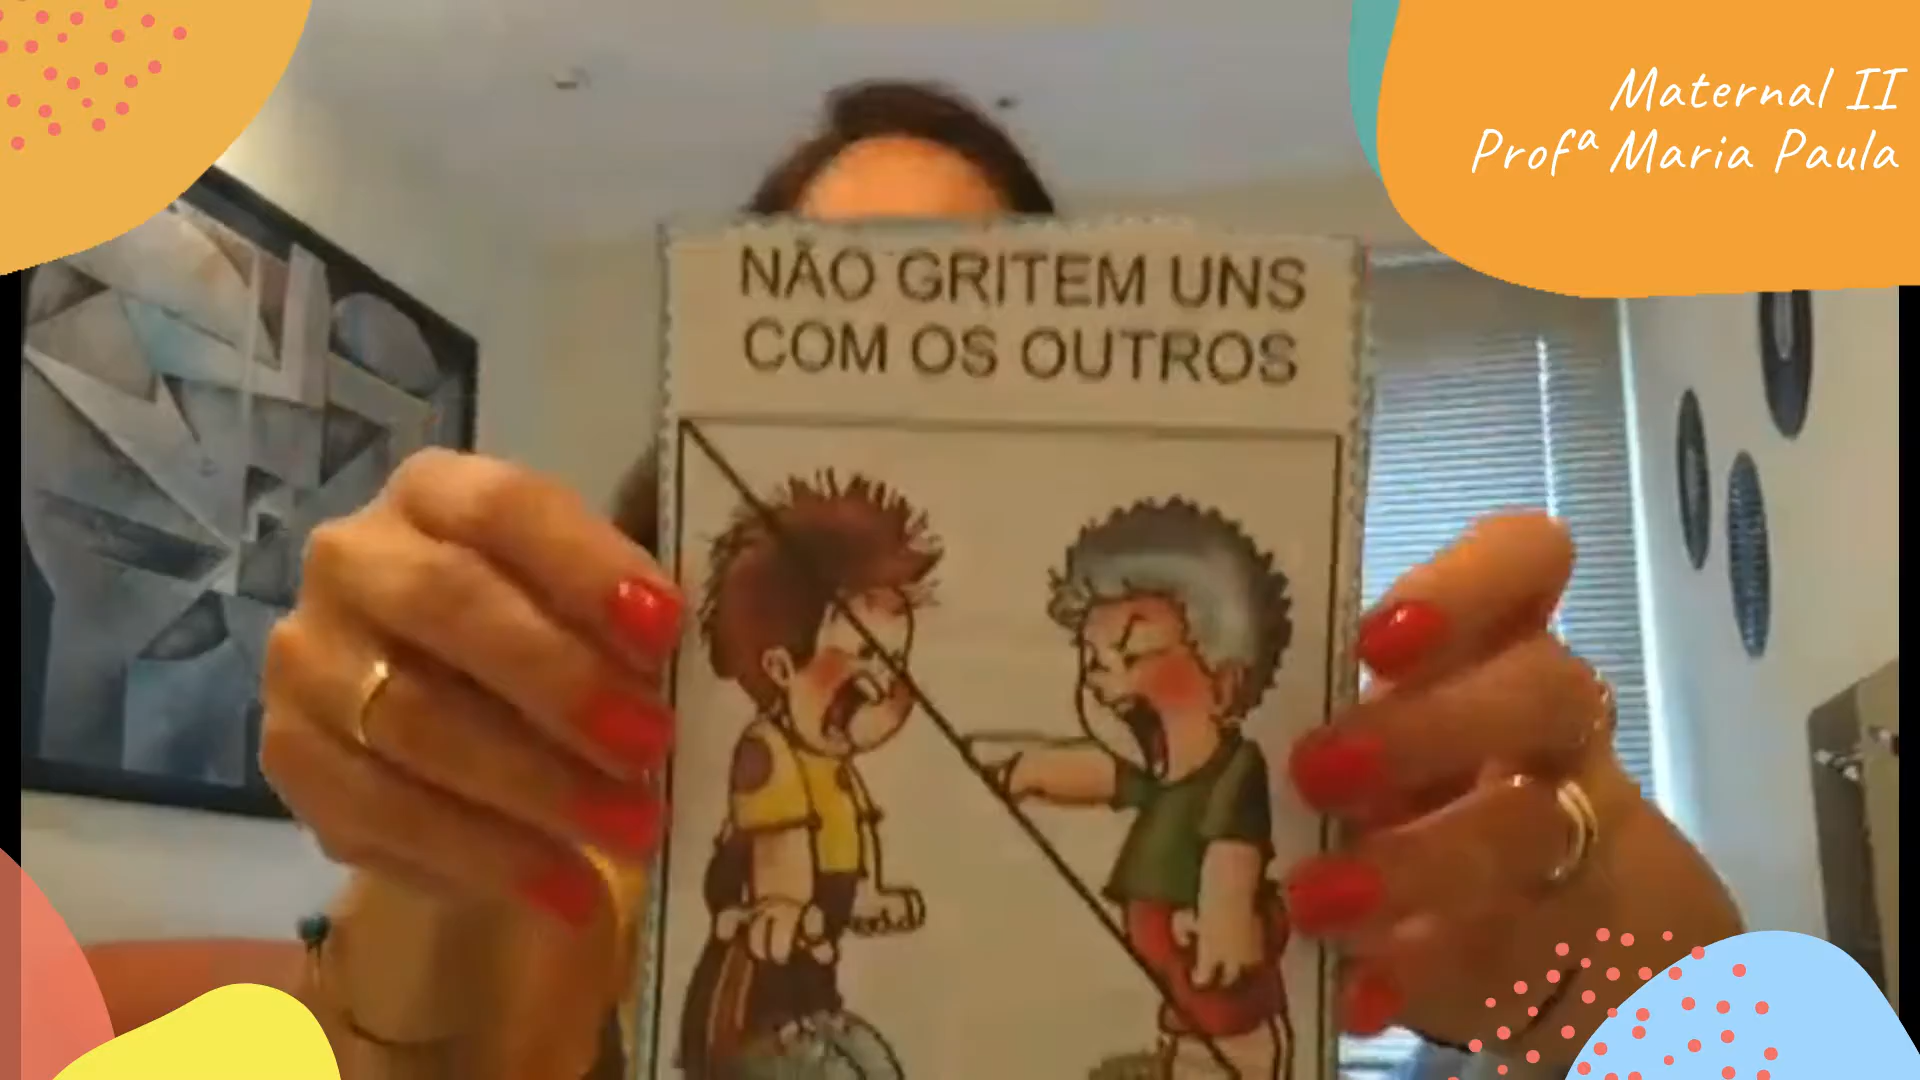 Maternal II
Profª Maria Paula
NÃO GRITEM UNS
COM OS OUTROS